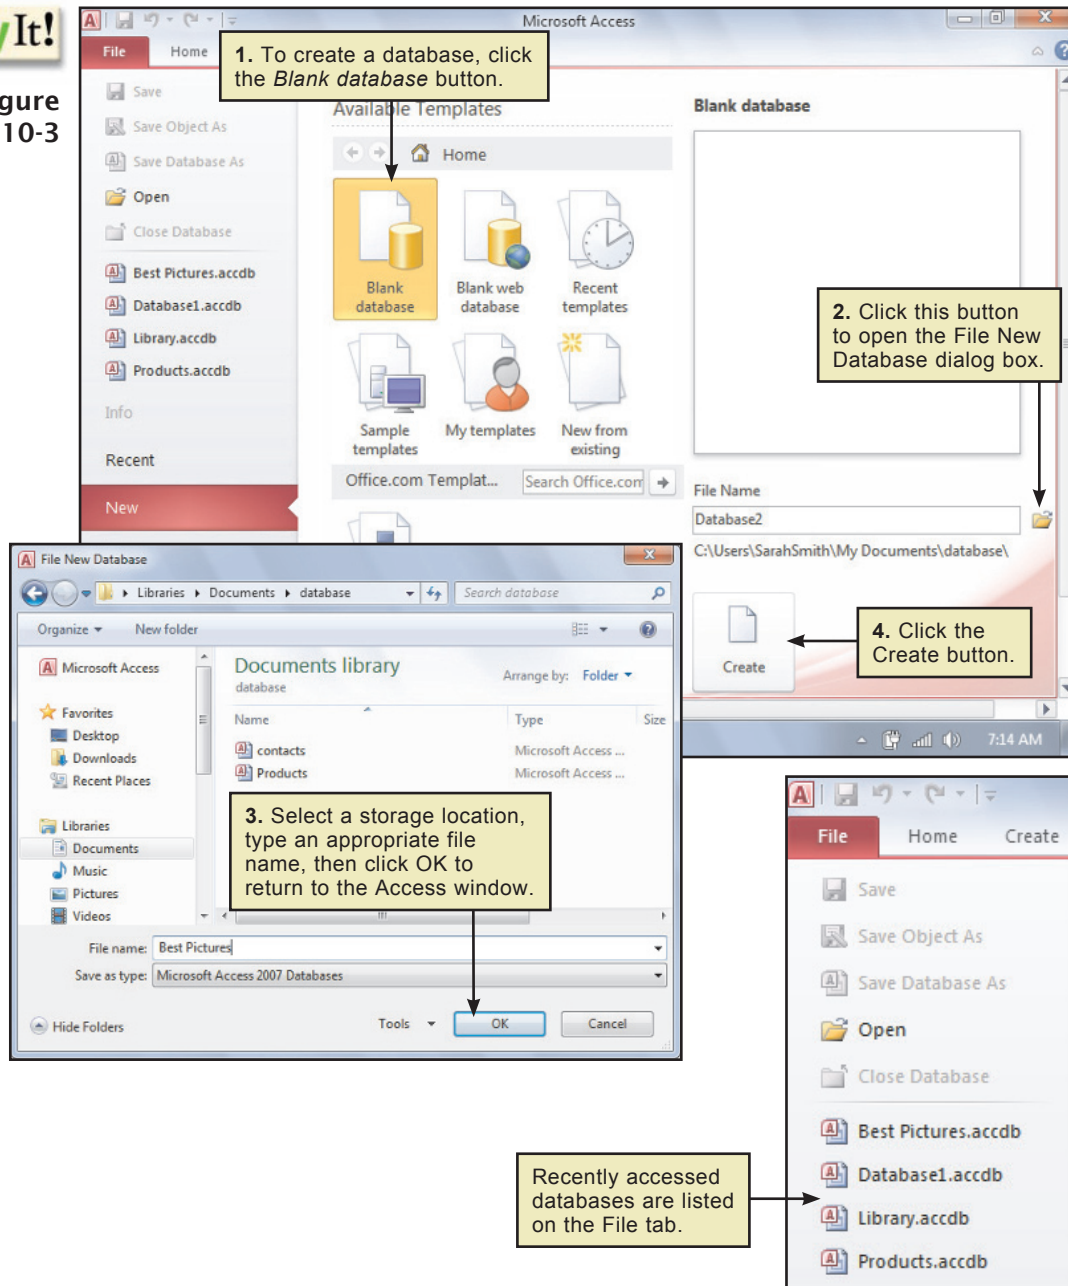 It!
gure
10-3
Microsoft Access
File
Home
1. To create a database, click
the Blank database button.
Save
Save Object As
Save Database As
Open
Close Database
Best Pictures.accdb
Database1.accdb
Library.accdb
Products.accdb
Info
Recent
New
Available Templates
Home
Blank
database
Blank web
database
Recent
templates
Sample
templates
My templates
New from
existing
Office.com Templat...
Search Office.com
Blank database
2. Click this button
to open the File New
Database dialog box.
File Name
Database2
C:\Users\SarahSmith\My Documents\database\
Create
4. Click the
Create button.
7:14 AM
File New Database
Libraries
Documents
database
Search database
Organize
New folder
Microsoft Access
Favorites
Desktop
Downloads
Recent Places
Libraries
Documents
Music
Pictures
Videos
Documents library
database
Arrange by: Folder
Name
Type
Size
contacts
Microsoft Access ...
Products
Microsoft Access ...
3. Select a storage location,
type an appropriate file
name, then click OK to
return to the Access window.
File name: Best Pictures
Save as type: Microsoft Access 2007 Databases
Hide Folders
Tools
OK
Cancel
File
Home
Create
Save
Save Object As
Save Database As
Open
Close Database
Best Pictures.accdb
Database1.accdb
Library.accdb
Products.accdb
Recently accessed
databases are listed
on the File tab.